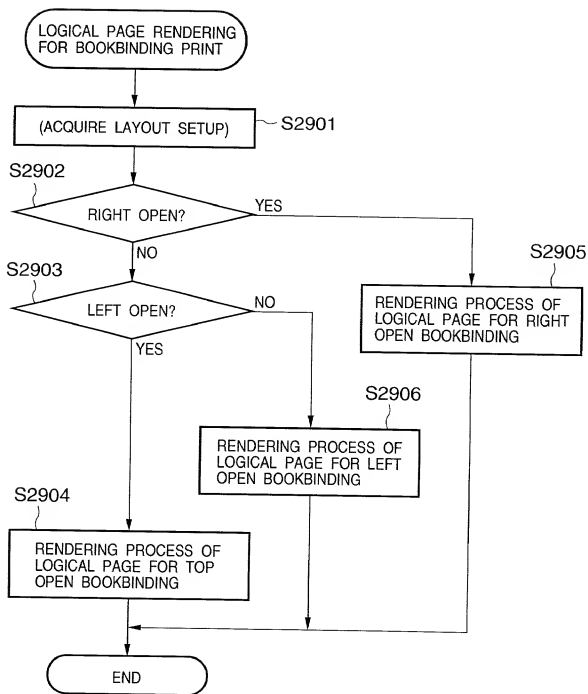 LOGICAL PAGE RENDERING
FOR BOOKBINDING PRINT
(ACQUIRE LAYOUT SETUP)
S2901
S2902
RIGHT OPEN?
YES
NO
S2903
LEFT OPEN?
NO
YES
S2905
RENDERING PROCESS OF
LOGICAL PAGE FOR RIGHT
OPEN BOOKBINDING
S2906
RENDERING PROCESS OF
LOGICAL PAGE FOR LEFT
OPEN BOOKBINDING
S2904
RENDERING PROCESS OF
LOGICAL PAGE FOR TOP
OPEN BOOKBINDING
END